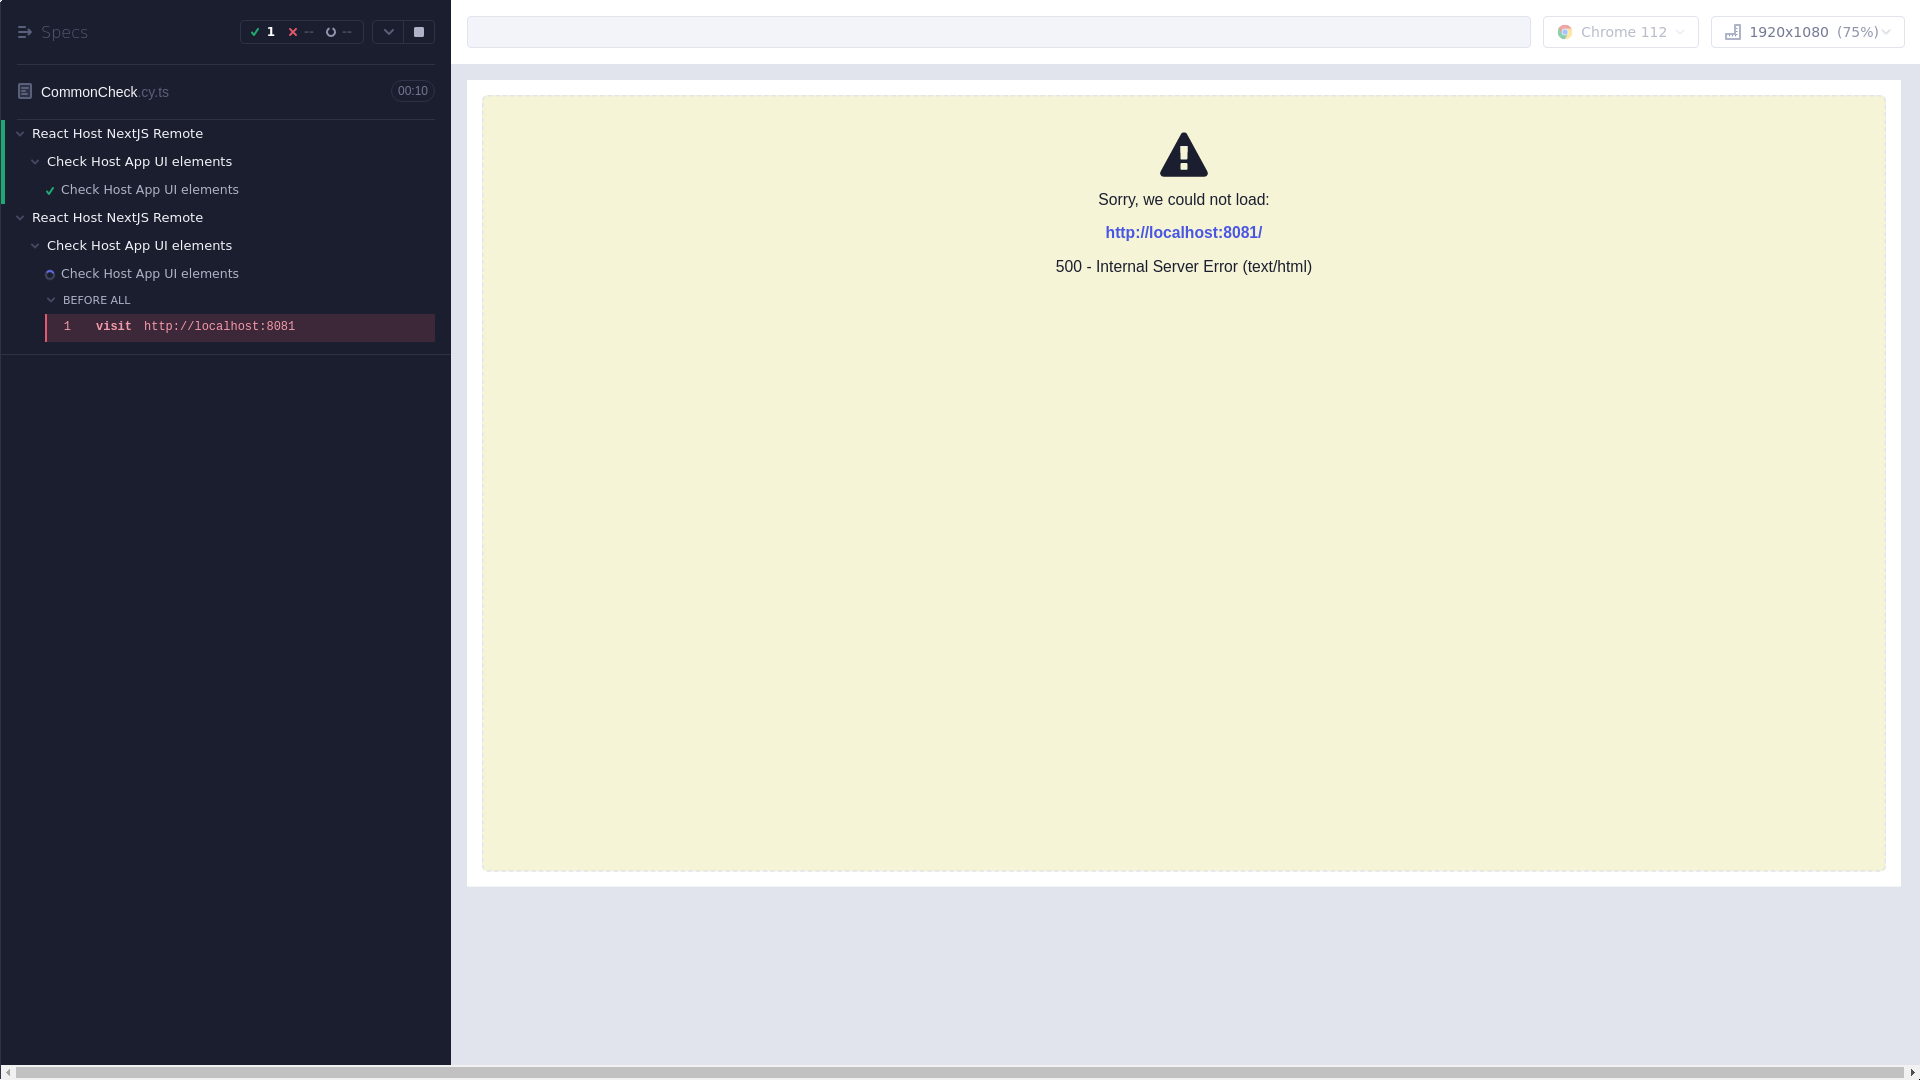 Specs
1 -- --
CommonCheck.cy.ts 00:10
React Host NextJS Remote
Check Host App UI elements
Check Host App UI elements
React Host NextJS Remote
Check Host App UI elements
Check Host App UI elements
BEFORE ALL
1 visit http://localhost:8081
Chrome 112
1920x1080 (75%)
Sorry, we could not load:
http://localhost:8081/
500 - Internal Server Error (text/html)